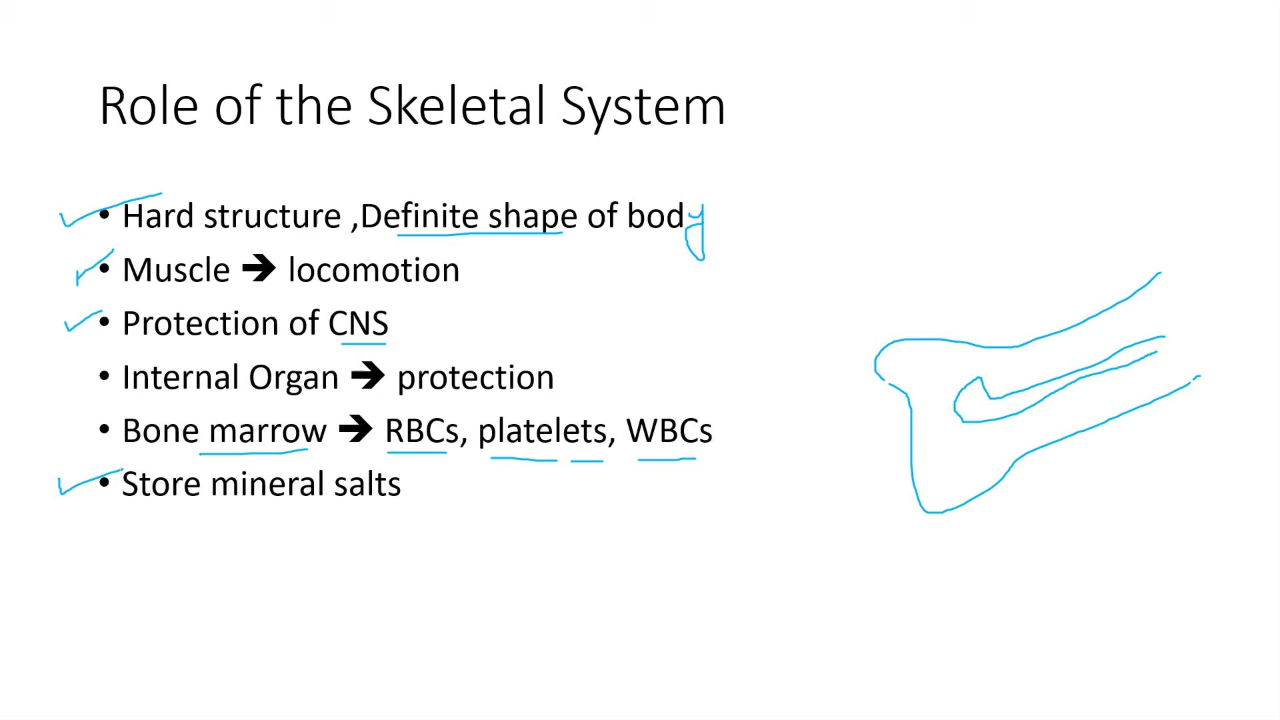 Role of the Skeletal System
• Hard structure ,Definite shape of body
• Muscle ➔ locomotion
• Protection of CNS
• Internal Organ ➔ protection
• Bone marrow ➔ RBCs, platelets, WBCs
• Store mineral salts